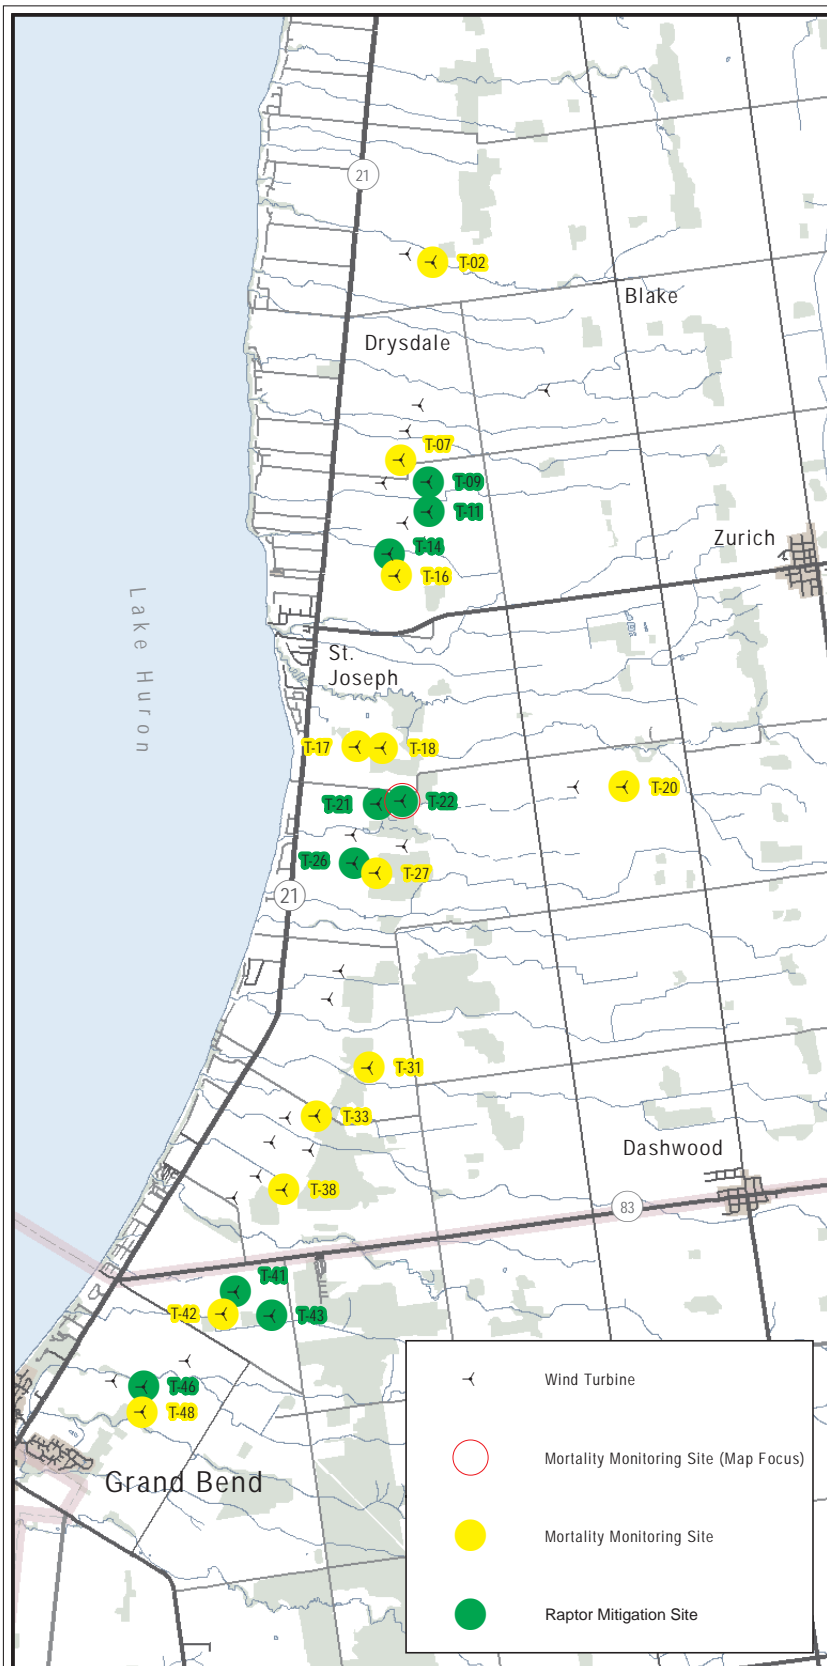 21
T-02
Blake
Drysdale
T-07
T-09
T-11
Zurich
T-14
T-16
Lake Huron
St.
Joseph
T-17
T-18
T-20
T-21
T-22
T-26
T-27
21
T-31
T-33
Dashwood
T-38
83
T-41
T-42
T-43
Wind Turbine
T-46
T-48
Mortality Monitoring Site (Map Focus)
Grand Bend
Mortality Monitoring Site
Raptor Mitigation Site